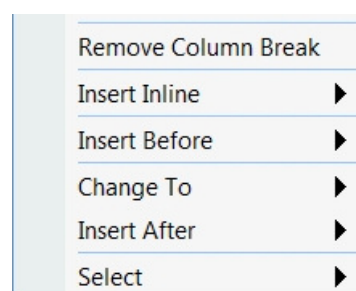 Remove Column Break
Insert Inline
Insert Before
Change To
Insert After
Select